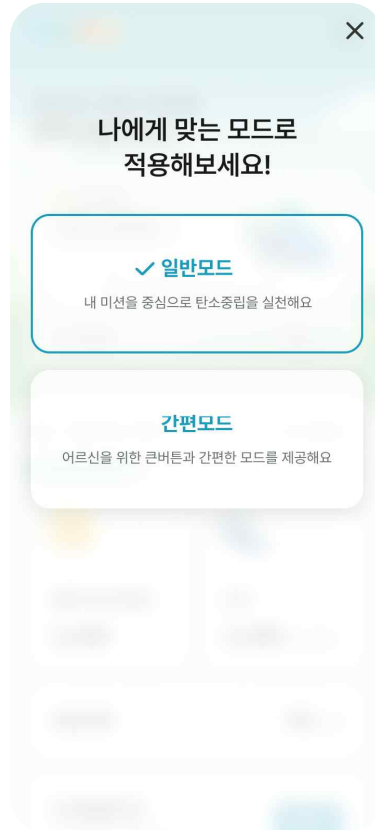 나에게 맞는 모드로
적용해보세요!
일반모드
내 미션을 중심으로 탄소중립을 실천해요
간편모드
어르신을 위한 큰버튼과 간편한 모드를 제공해요